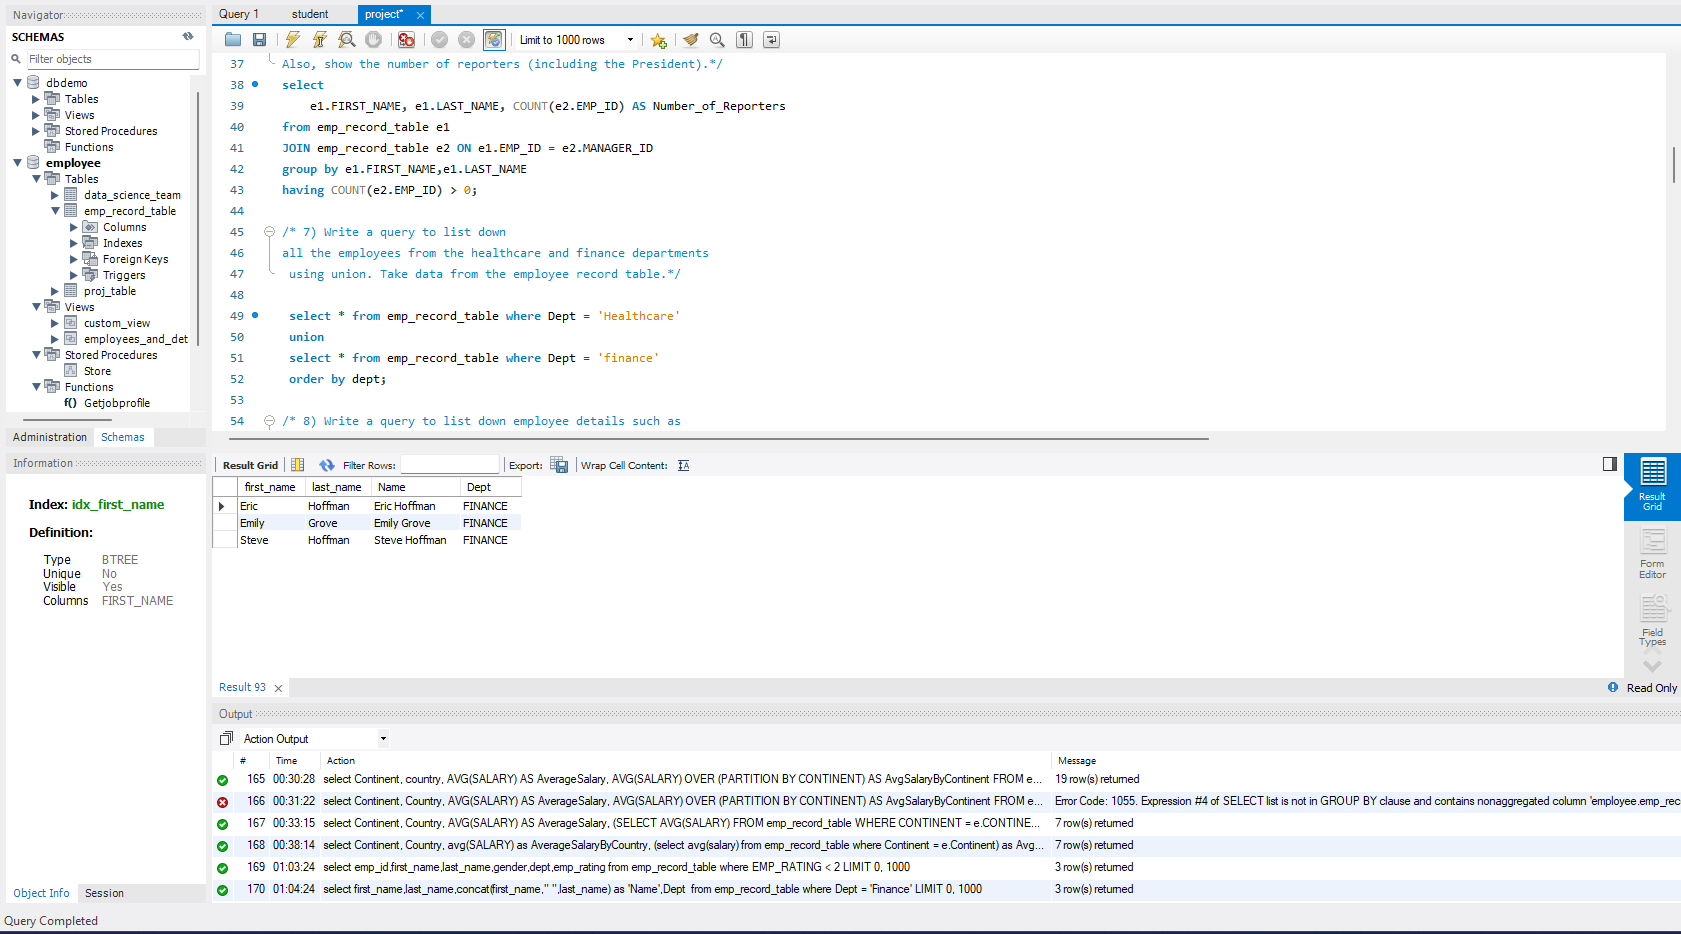 Navigator
SCHEMAS
Filter objects
dbdemo
Tables
Views
Stored Procedures
Functions
employee
Tables
data_science_team
emp_record_table
Columns
Indexes
Foreign Keys
Triggers
proj_table
Views
custom_view
employees_and_det
Stored Procedures
Store
Functions
f() Getjobprofile
Administration Schemas
Information
Index: idx_first_name
Definition:
Type BTREE
Unique No
Visible Yes
Columns FIRST_NAME
Object Info Session
Query Completed
Query 1 student project*
Limit to 1000 rows
37 Also, show the number of reporters (including the President).*/
38 select
39 e1.FIRST_NAME, e1.LAST_NAME, COUNT(e2.EMP_ID) AS Number_of_Reporters
40 from emp_record_table e1
41 JOIN emp_record_table e2 ON e1.EMP_ID = e2.MANAGER_ID
42 group by e1.FIRST_NAME,e1.LAST_NAME
43 having COUNT(e2.EMP_ID) > 0;
44
45 /* 7) Write a query to list down
46 all the employees from the healthcare and finance departments
47 using union. Take data from the employee record table.*/
48
49 select * from emp_record_table where Dept = 'Healthcare'
50 union
51 select * from emp_record_table where Dept = 'finance'
52 order by dept;
53
54 /* 8) Write a query to list down employee details such as
Result Grid Filter Rows: Export: Wrap Cell Content:
first_name last_name Name Dept
Eric Hoffman Eric Hoffman FINANCE
Emily Grove Emily Grove FINANCE
Steve Hoffman Steve Hoffman FINANCE
Result
Grid
Form
Editor
Field
Types
Result 93
Read Only
Output
Action Output
# Time Action Message
165 00:30:28 select Continent, country, AVG(SALARY) AS AverageSalary, AVG(SALARY) OVER (PARTITION BY CONTINENT) AS AvgSalaryByContinent FROM e... 19 row(s) returned
166 00:31:22 select Continent, Country, AVG(SALARY) AS AverageSalary, AVG(SALARY) OVER (PARTITION BY CONTINENT) AS AvgSalaryByContinent FROM e... Error Code: 1055. Expression #4 of SELECT list is not in GROUP BY clause and contains nonaggregated column 'employee.emp_rec
167 00:33:15 select Continent, Country, AVG(SALARY) AS AverageSalary, (SELECT AVG(SALARY) FROM emp_record_table WHERE CONTINENT = e.CONTINE... 7 row(s) returned
168 00:38:14 select Continent, Country, avg(SALARY) as AverageSalaryByCountry, (select avg(salary) from emp_record_table where Continent = e.Continent) as Avg... 7 row(s) returned
169 01:03:24 select emp_id,first_name,last_name,gender,dept,emp_rating from emp_record_table where EMP_RATING < 2 LIMIT 0, 1000 3 row(s) returned
170 01:04:24 select first_name,last_name,concat(first_name," ",last_name) as 'Name',Dept from emp_record_table where Dept = 'Finance' LIMIT 0, 1000 3 row(s) returned